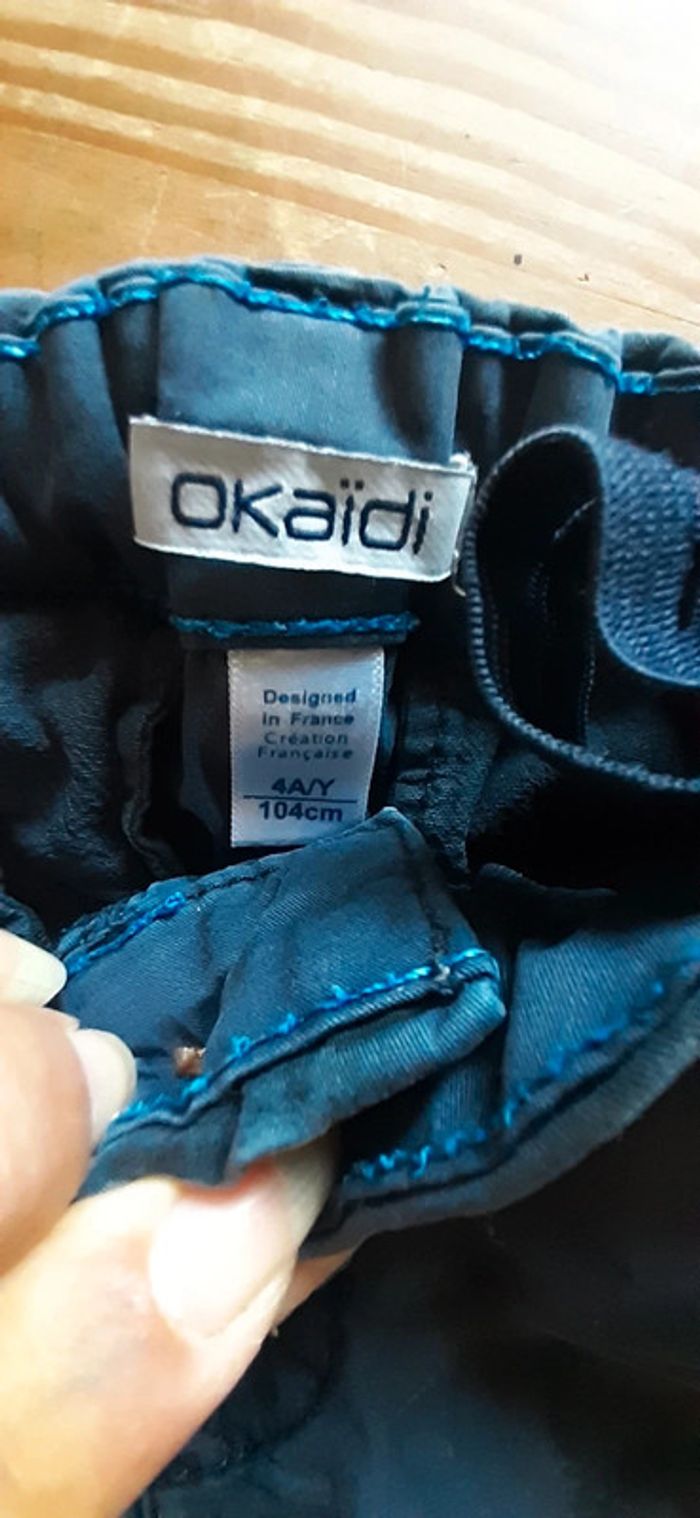 okaïdi
Designed
in France
Création
Française
4A/Y
104cm